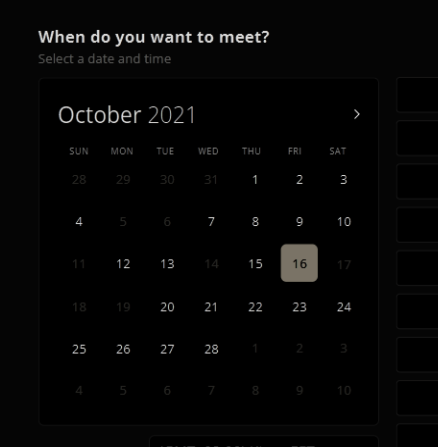 When do you want to meet?
Select a date and time
October 2021
SUN MON TUE WED THU FRI SAT
28 29 30 31 1 2 3
4 5 6 7 8 9 10
11 12 13 14 15 16 17
18 19 20 21 22 23 24
25 26 27 28 1 2 3
4 5 6 7 8 9 10